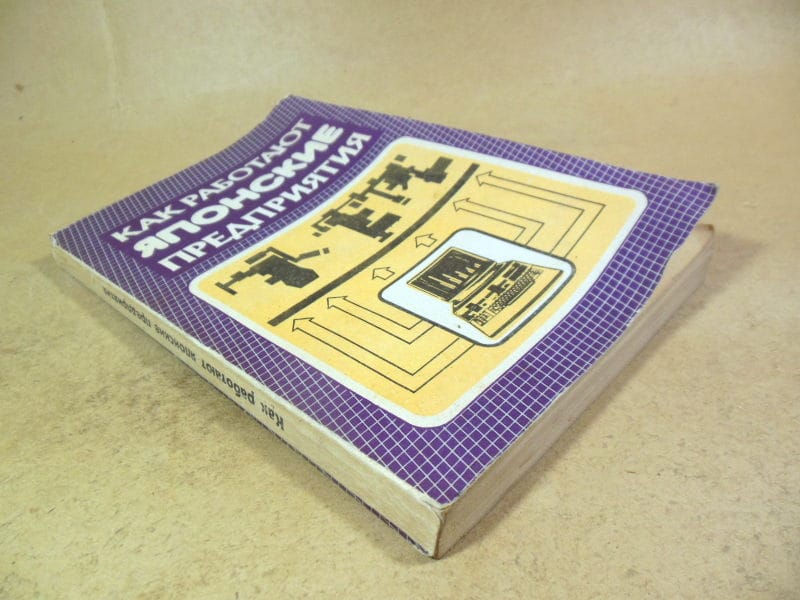 КАК РАБОТАЮТ
ЯПОНСКИЕ
ПРЕДПРИЯТИЯ
Как работают японские предприятия